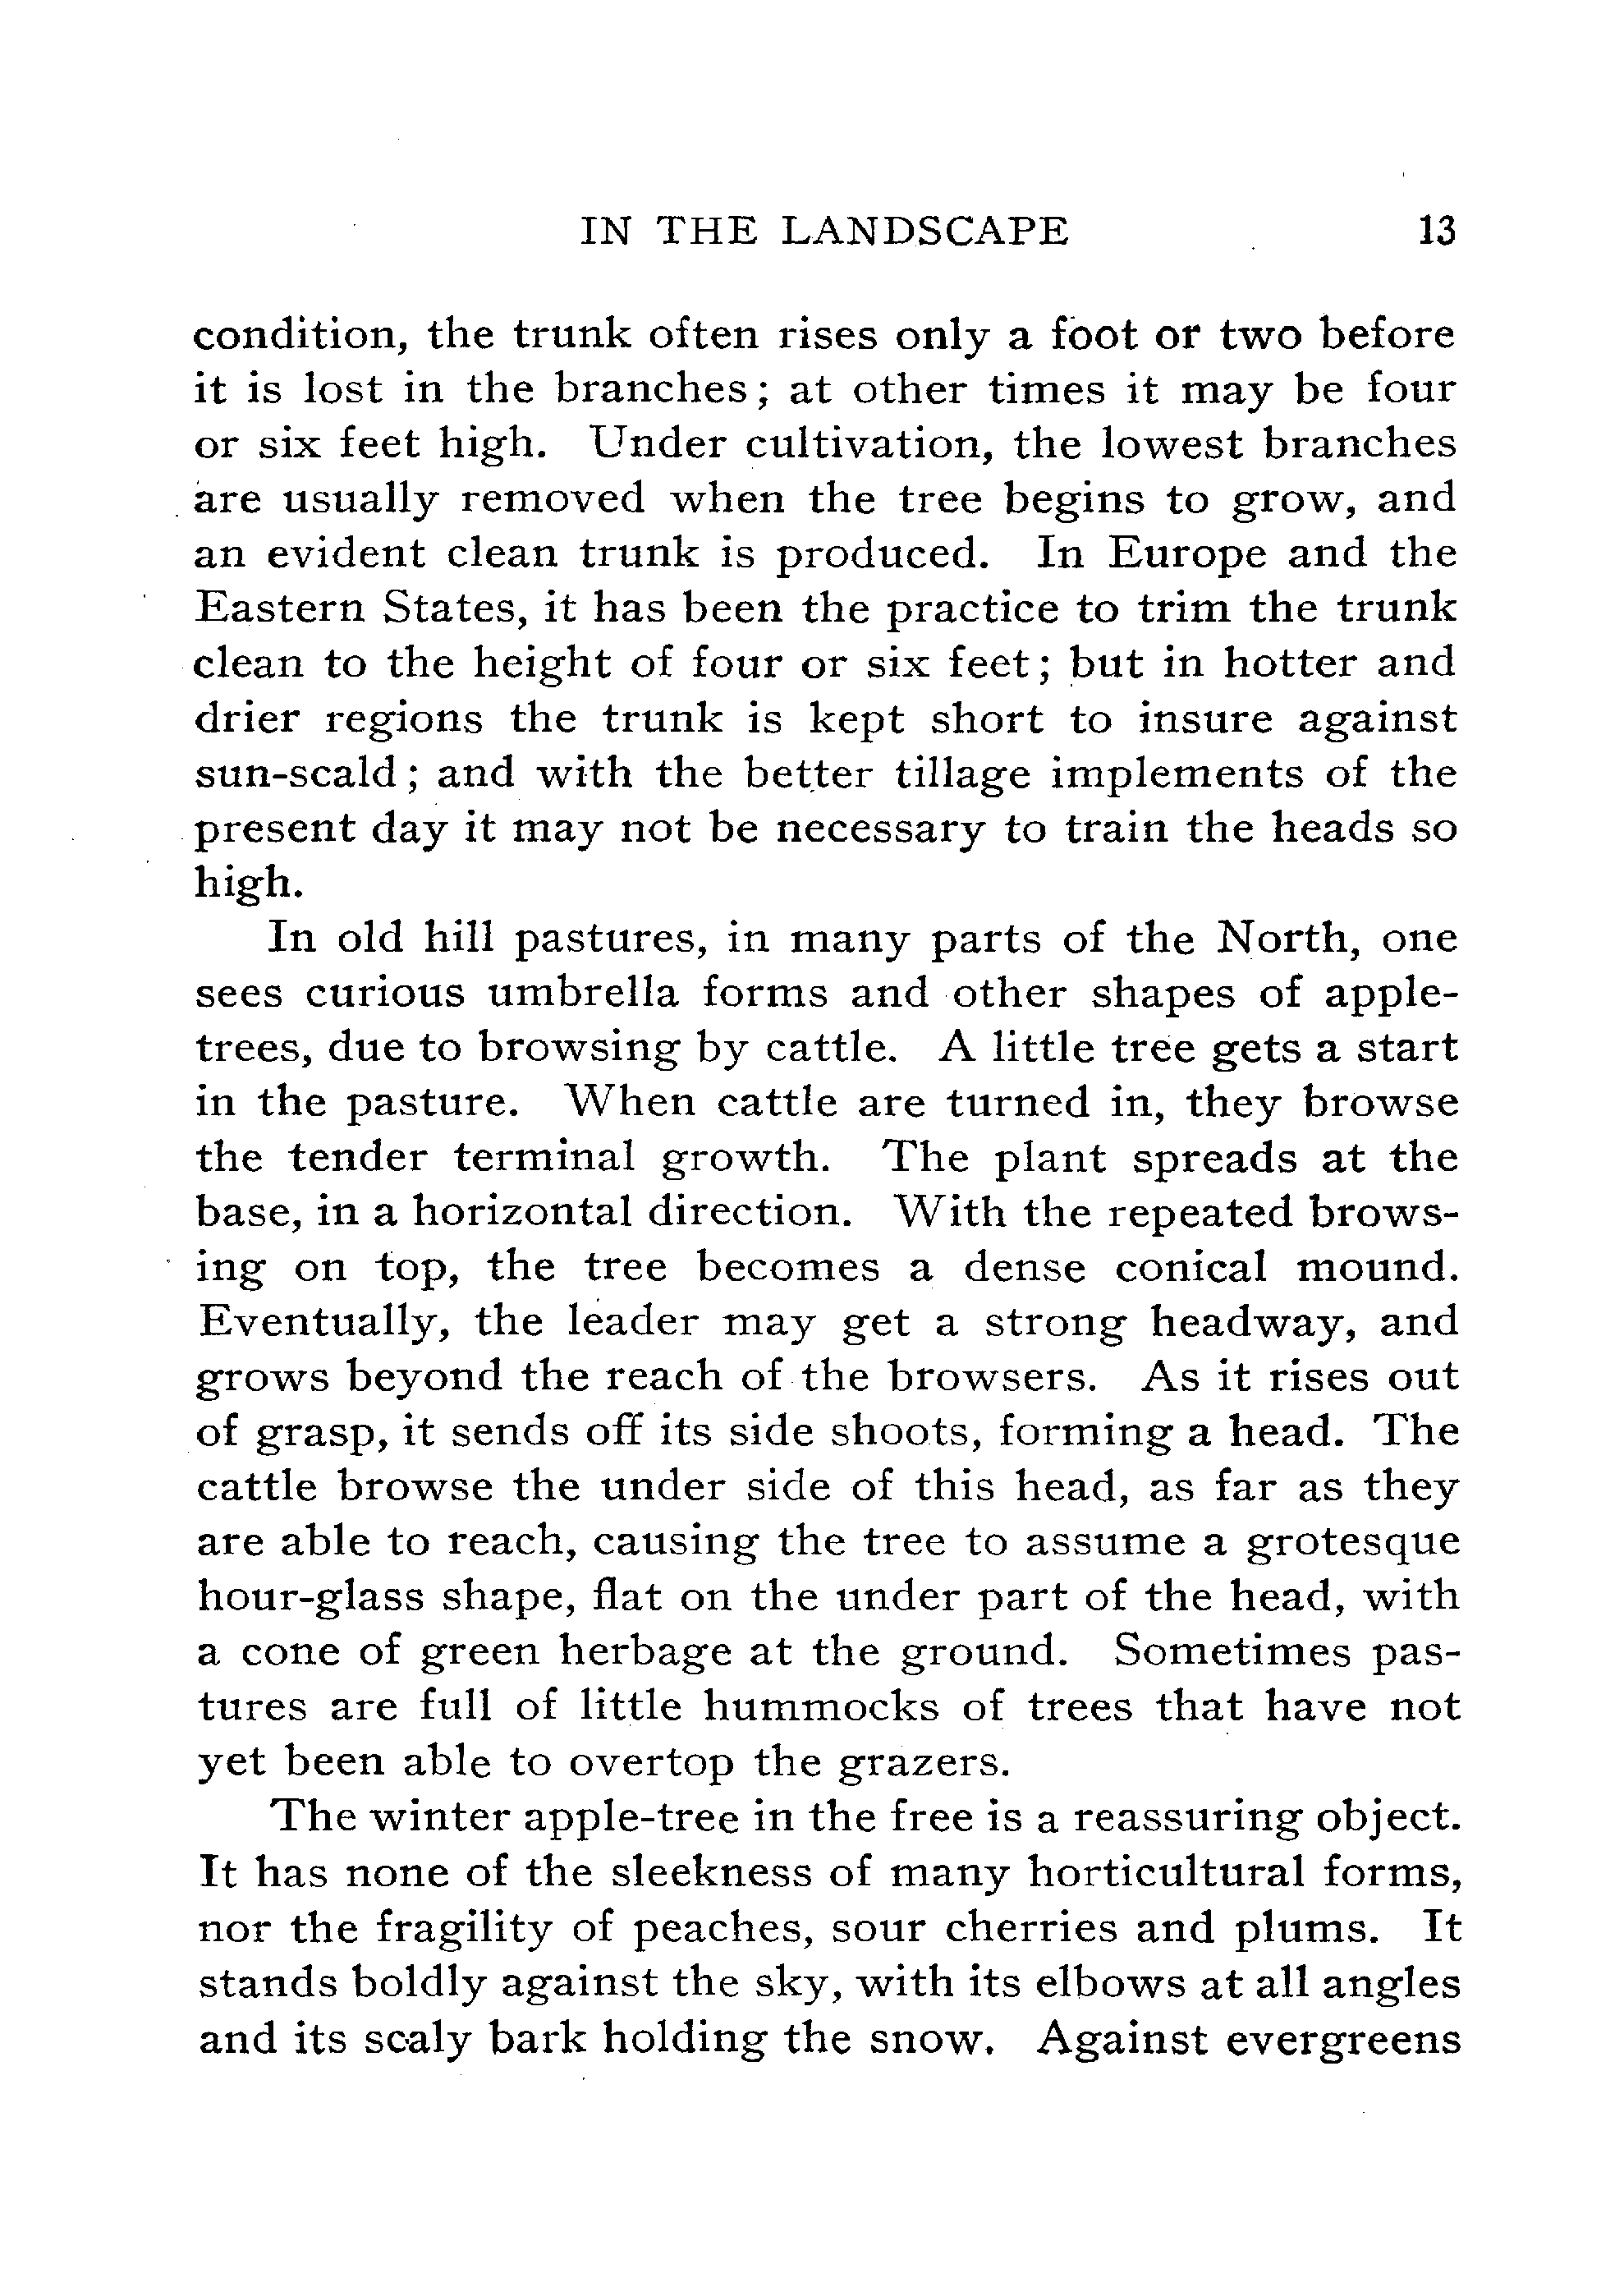 IN THE LANDSCAPE 13
condition, the trunk often rises only a foot or two before
it is lost in the branches; at other times it may be four
or six feet high. Under cultivation, the lowest branches
are usually removed when the tree begins to grow, and
an evident clean trunk is produced. In Europe and the
Eastern States, it has been the practice to trim the trunk
clean to the height of four or six feet; but in hotter and
drier regions the trunk is kept short to insure against
sun-scald; and with the better tillage implements of the
present day it may not be necessary to train the heads so
high.
In old hill pastures, in many parts of the North, one
sees curious umbrella forms and other shapes of apple-
trees, due to browsing by cattle. A little tree gets a start
in the pasture. When cattle are turned in, they browse
the tender terminal growth. The plant spreads at the
base, in a horizontal direction. With the repeated brows-
ing on top, the tree becomes a dense conical mound.
Eventually, the leader may get a strong headway, and
grows beyond the reach of the browsers. As it rises out
of grasp, it sends off its side shoots, forming a head. The
cattle browse the under side of this head, as far as they
are able to reach, causing the tree to assume a grotesque
hour-glass shape, flat on the under part of the head, with
a cone of green herbage at the ground. Sometimes pas-
tures are full of little hummocks of trees that have not
yet been able to overtop the grazers.
The winter apple-tree in the free is a reassuring object.
It has none of the sleekness of many horticultural forms,
nor the fragility of peaches, sour cherries and plums. It
stands boldly against the sky, with its elbows at all angles
and its scaly bark holding the snow. Against evergreens